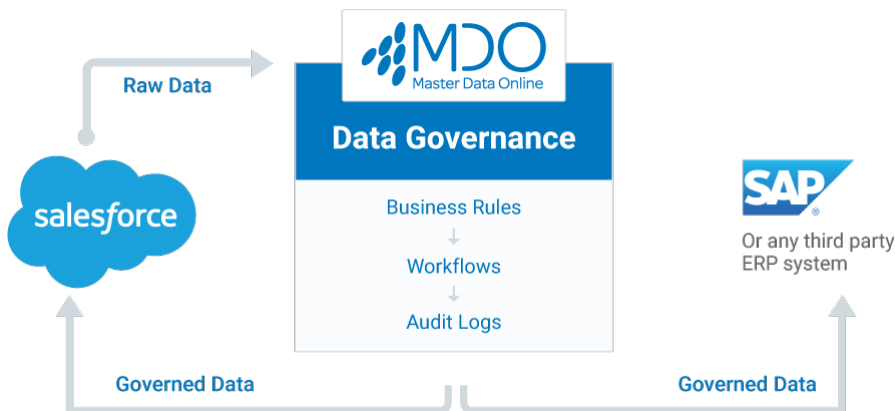 MDO
Master Data Online
Raw Data
Data Governance
salesforce
Business Rules
Workflows
Audit Logs
SAP®
Or any third party
ERP system
Governed Data
Governed Data